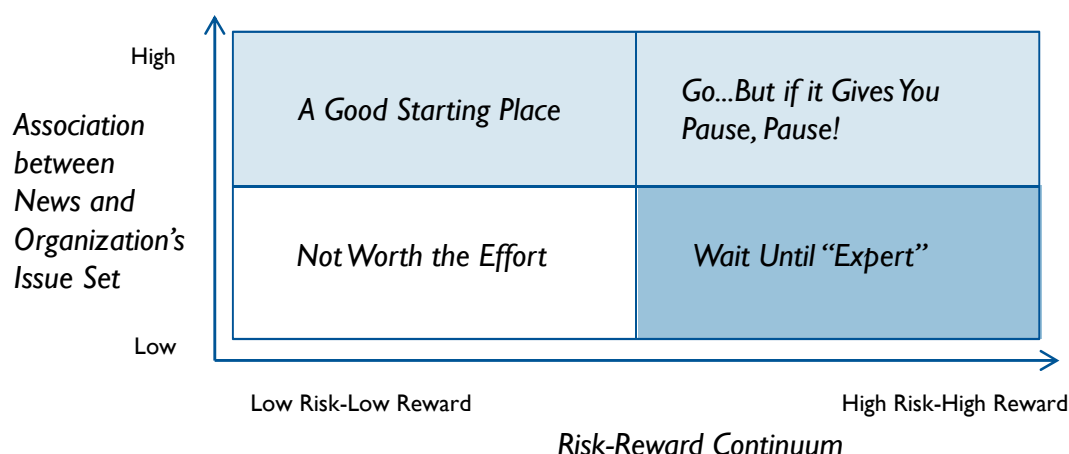 High
Association
between
News and
Organization's
Issue Set
Low
A Good Starting Place
Go...But if it Gives You
Pause, Pause!
Not Worth the Effort
Wait Until “Expert”
Low Risk-Low Reward
High Risk-High Reward
Risk-Reward Continuum